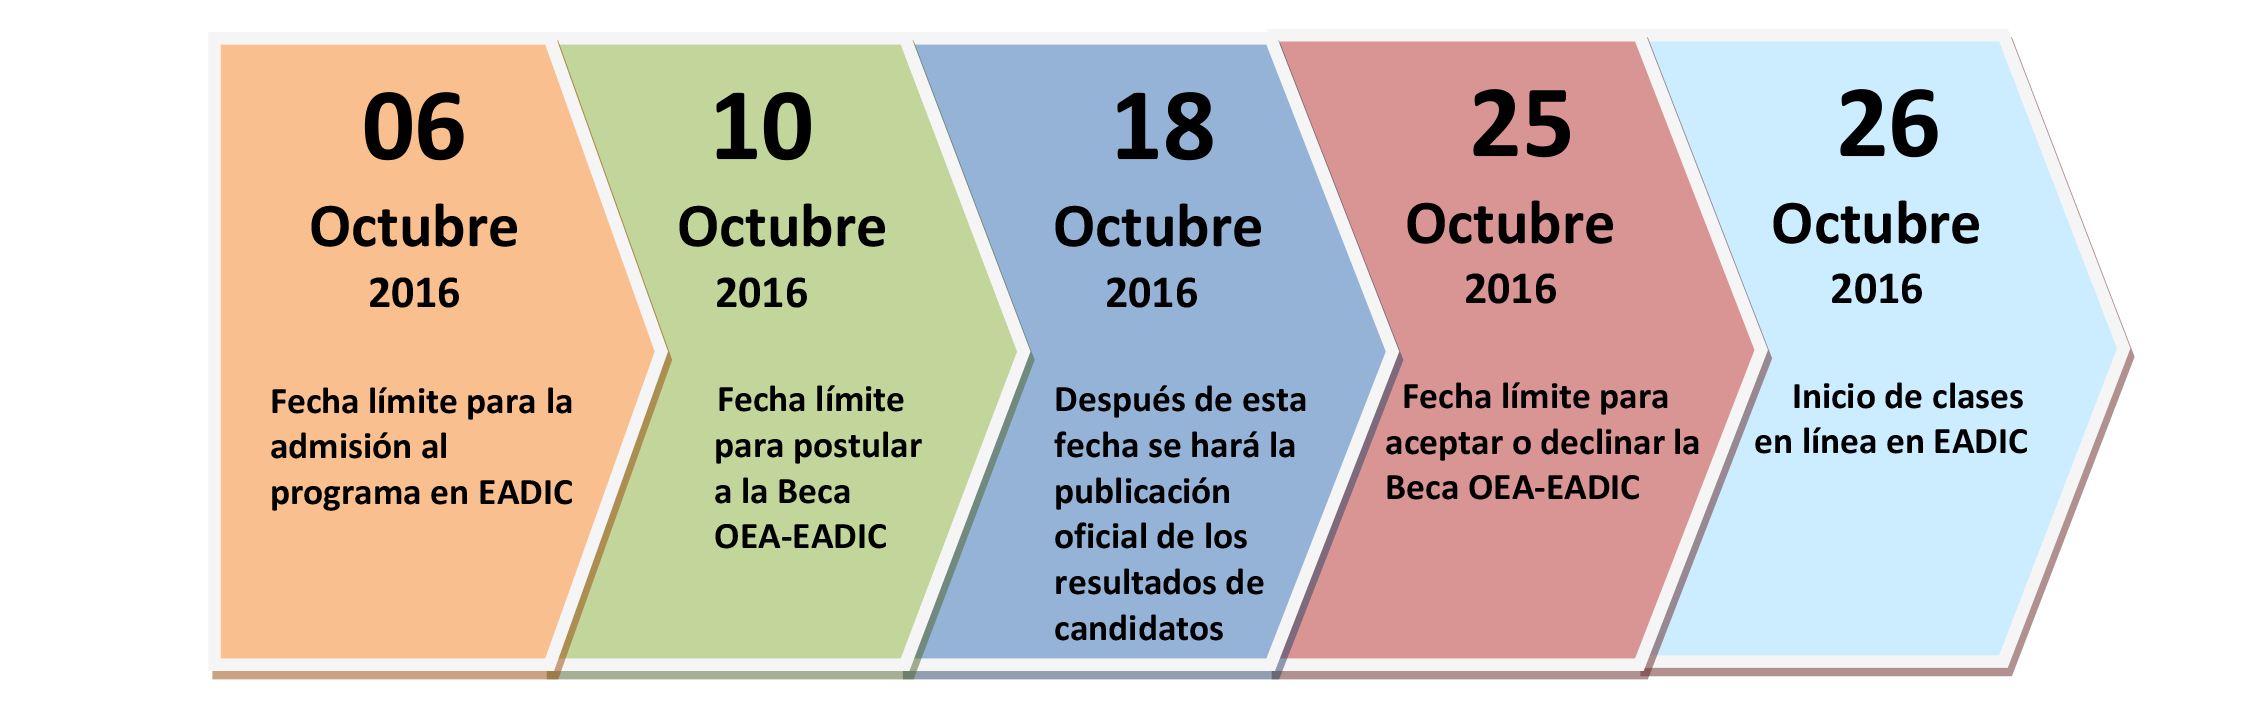 06
Octubre
2016
Fecha límite para la
admisión al
programa en EADIC
10
Octubre
2016
Fecha límite
para postular
a la Beca
OEA-EADIC
18
Octubre
2016
Después de esta
fecha se hará la
publicación
oficial de los
resultados de
candidatos
25
Octubre
2016
Fecha límite para
aceptar o declinar la
Beca OEA-EADIC
26
Octubre
2016
Inicio de clases
en línea en EADIC